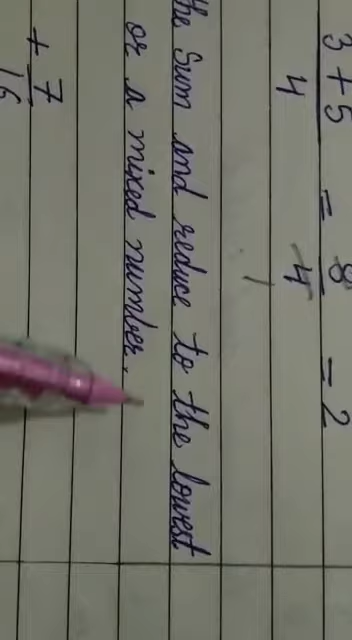 3+5 = 8 = 2
4 4
the Sum and reduce to the lowest
or a mixed number.
+ 7
16